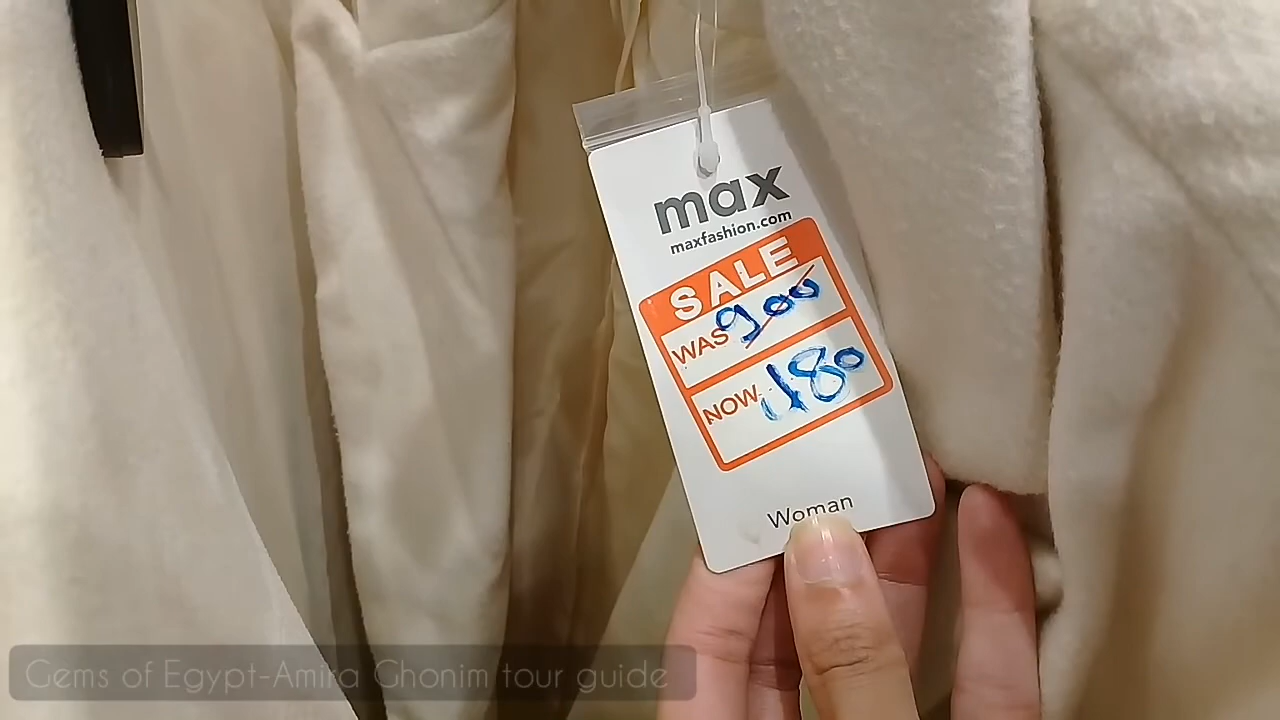 max
maxfashion.com
SALE
WAS 900
NOW 180
Woman
Gems of Egypt-Amira Ghonim tour guide